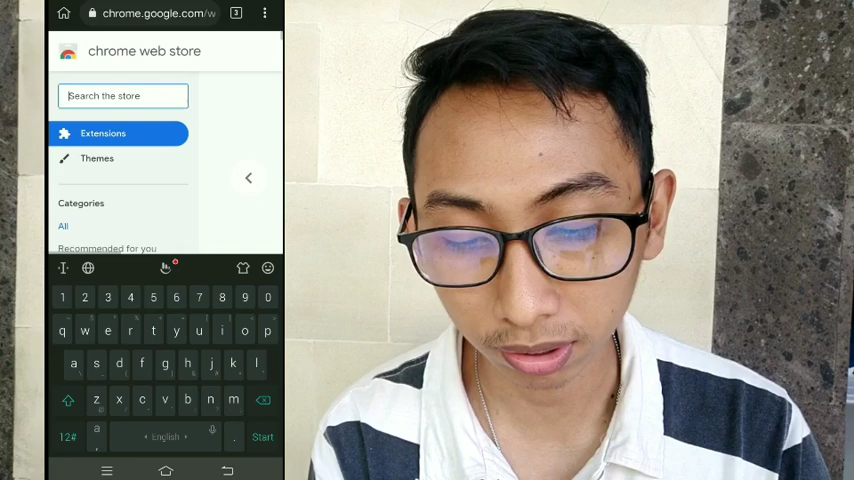 chrome.google.com/w
3
chrome web store
Search the store
Extensions
Themes
Categories
All
Recommended for you
1 2 3 4 5 6 7 8 9 0
q w e r t y u i o p
a s d f g h j k l
z x c v b n m
12# , English . Start